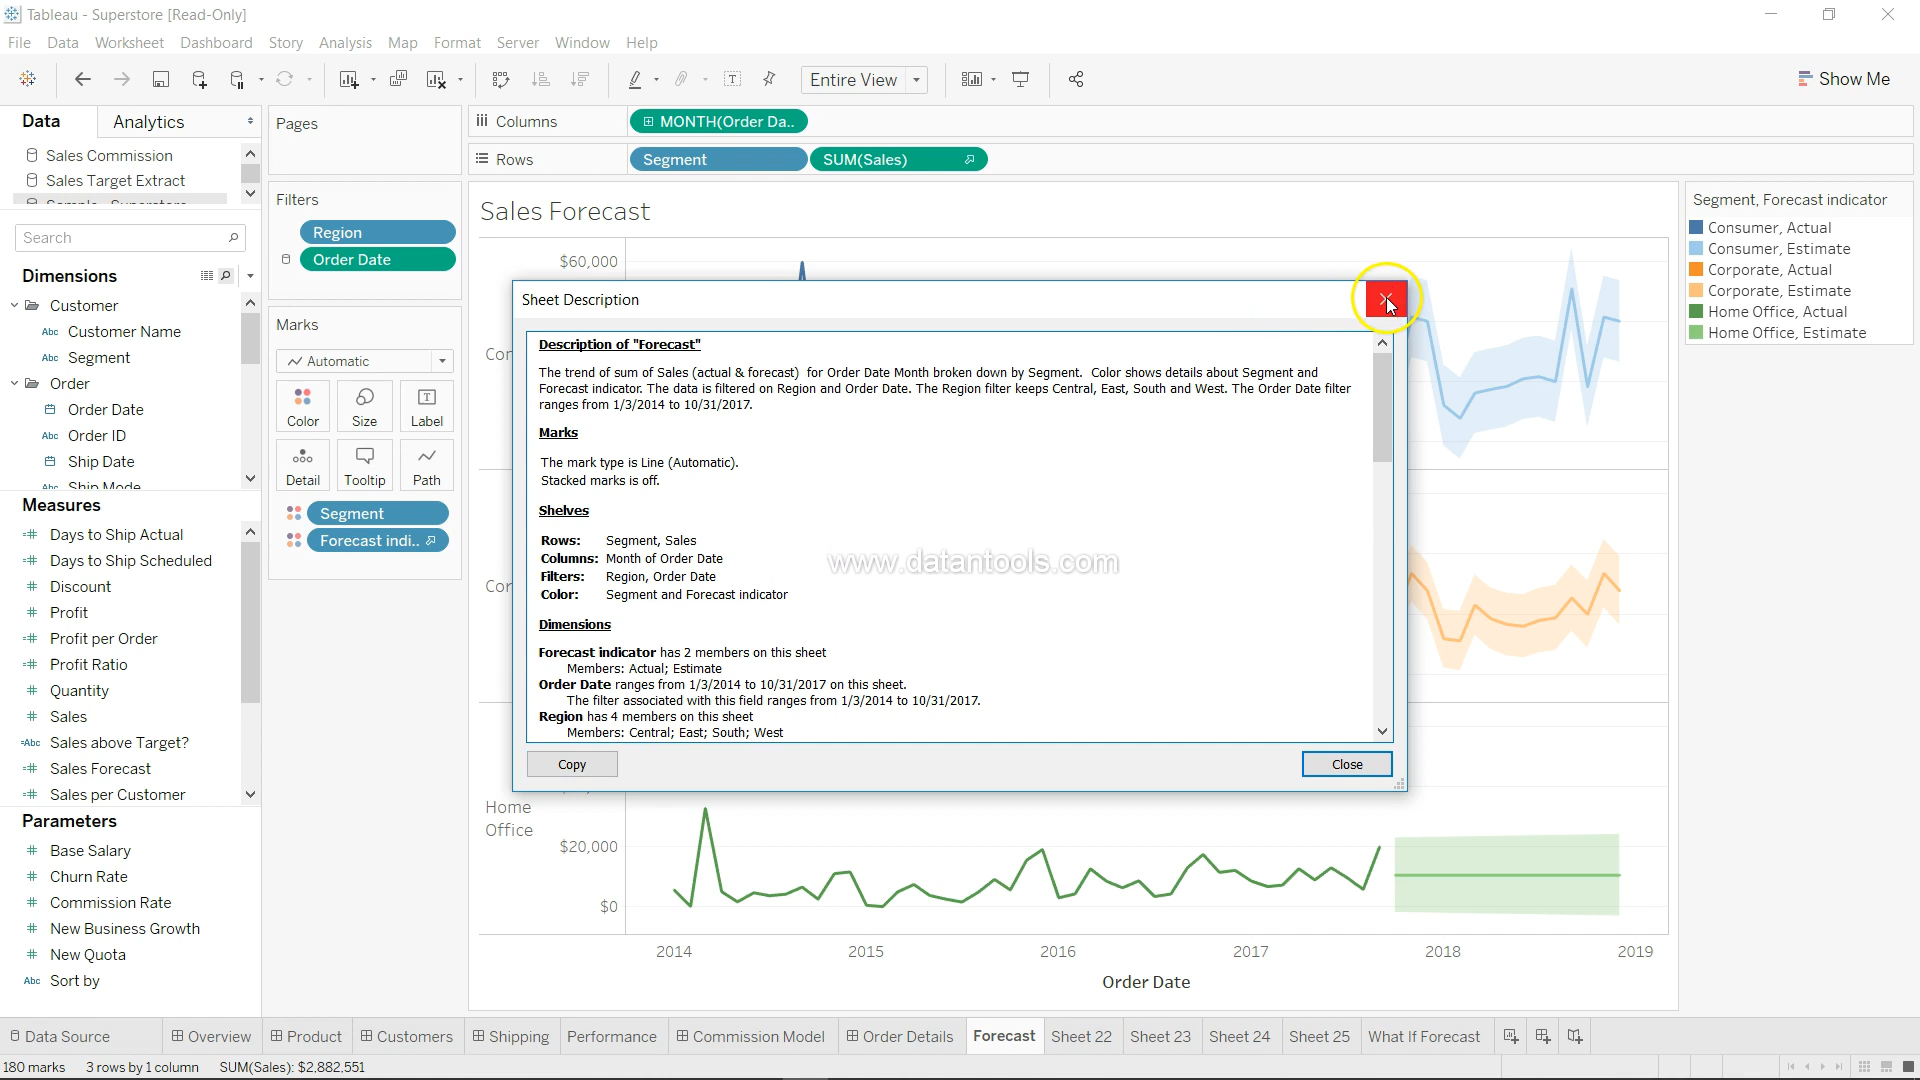 Tableau - Superstore [Read-Only]
File Data Worksheet Dashboard Story Analysis Map Format Server Window Help
Entire View
Show Me
Data Analytics
Sales Commission
Sales Target Extract
Search
Dimensions
Customer
Abc Customer Name
Abc Segment
Order
Order Date
Abc Order ID
Ship Date
Abc Ship Mode
Measures
Days to Ship Actual
Days to Ship Scheduled
Discount
Profit
Profit per Order
Profit Ratio
Quantity
Sales
=Abc Sales above Target?
Sales Forecast
Sales per Customer
Parameters
Base Salary
Churn Rate
Commission Rate
New Business Growth
New Quota
Abc Sort by
Pages
Filters
Region
Order Date
Marks
Automatic
Color Size Label
Detail Tooltip Path
Segment
Forecast indi..
Columns MONTH(Order Da..
Rows Segment SUM(Sales)
Sales Forecast
$60,000
Con
Cor
Home
Office
$20,000
$0
2014 2015 2016 2017 2018 2019
Order Date
Sheet Description
Description of "Forecast"
The trend of sum of Sales (actual & forecast) for Order Date Month broken down by Segment. Color shows details about Segment and
Forecast indicator. The data is filtered on Region and Order Date. The Region filter keeps Central, East, South and West. The Order Date filter
ranges from 1/3/2014 to 10/31/2017.
Marks
The mark type is Line (Automatic).
Stacked marks is off.
Shelves
Rows: Segment, Sales
Columns: Month of Order Date
Filters: Region, Order Date
Color: Segment and Forecast indicator
Dimensions
Forecast indicator has 2 members on this sheet
Members: Actual; Estimate
Order Date ranges from 1/3/2014 to 10/31/2017 on this sheet.
The filter associated with this field ranges from 1/3/2014 to 10/31/2017.
Region has 4 members on this sheet
Members: Central; East; South; West
Copy Close
www.datantools.com
Segment, Forecast indicator
Consumer, Actual
Consumer, Estimate
Corporate, Actual
Corporate, Estimate
Home Office, Actual
Home Office, Estimate
Data Source Overview Product Customers Shipping Performance Commission Model Order Details Forecast Sheet 22 Sheet 23 Sheet 24 Sheet 25 What If Forecast
180 marks 3 rows by 1 column SUM(Sales): $2,882,551